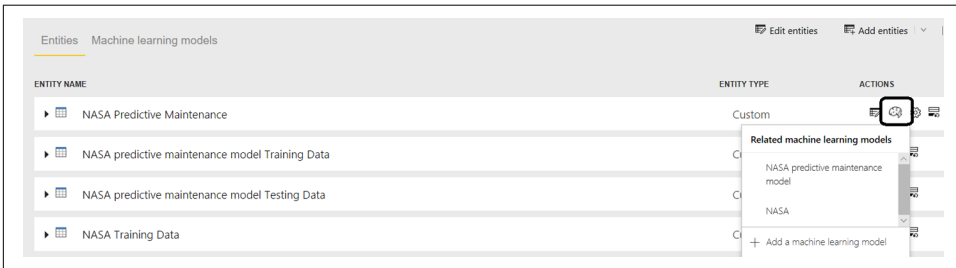 Edit entities Add entities
Entities Machine learning models
ENTITY NAME ENTITY TYPE ACTIONS
NASA Predictive Maintenance Custom
Related machine learning models
NASA predictive maintenance model Training Data
NASA predictive maintenance
model
NASA predictive maintenance model Testing Data
NASA
NASA Training Data
+ Add a machine learning model